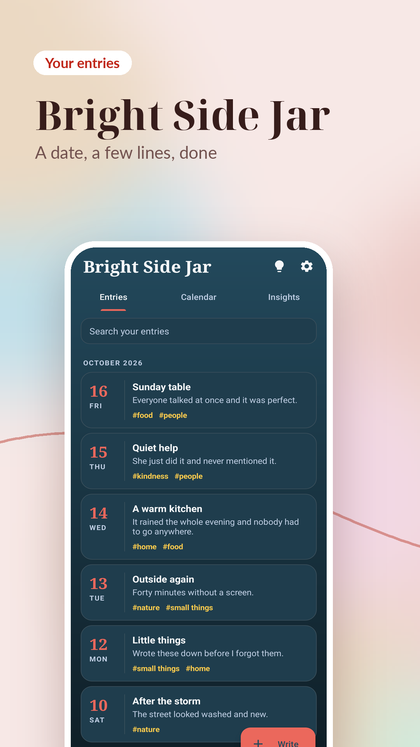 Your entries
Bright Side Jar
A date, a few lines, done
Bright Side Jar
Entries
Calendar
Insights
Search your entries
OCTOBER 2026
16
FRI
Sunday table
Everyone talked at once and it was perfect.
#food #people
15
THU
Quiet help
She just did it and never mentioned it.
#kindness #people
14
WED
A warm kitchen
It rained the whole evening and nobody had
to go anywhere.
#home #food
13
TUE
Outside again
Forty minutes without a screen.
#nature #small things
12
MON
Little things
Wrote these down before I forgot them.
#small things #home
10
SAT
After the storm
The street looked washed and new.
#nature
+ Write